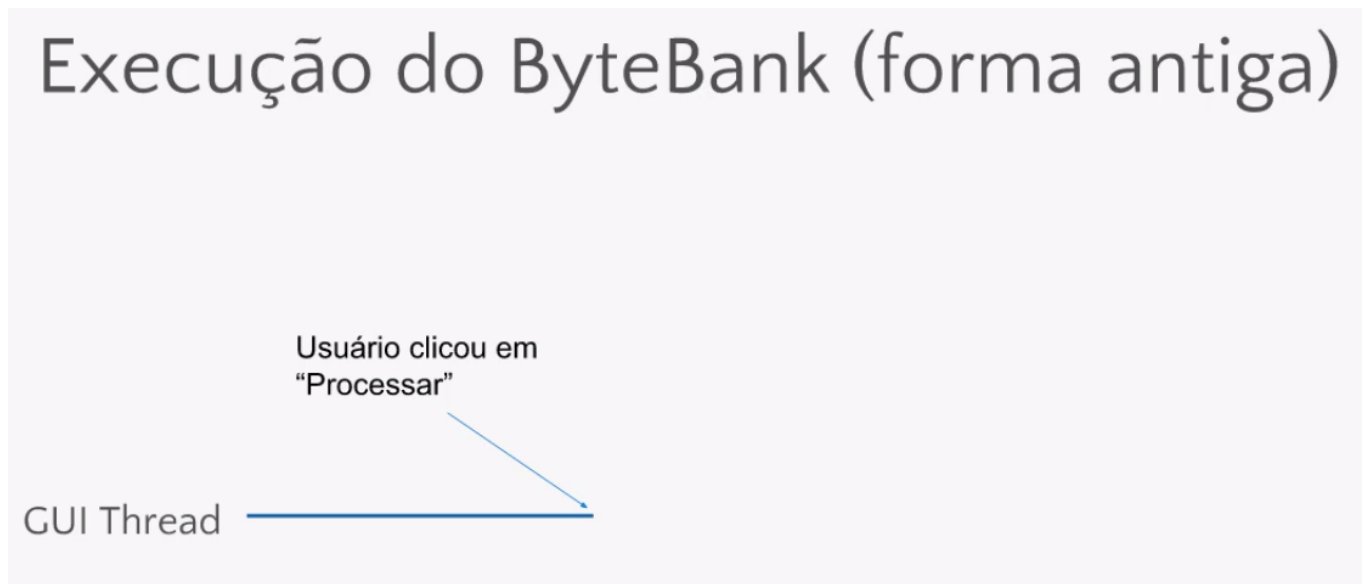 Execução do ByteBank (forma antiga)
Usuário clicou em
“Processar”
GUI Thread